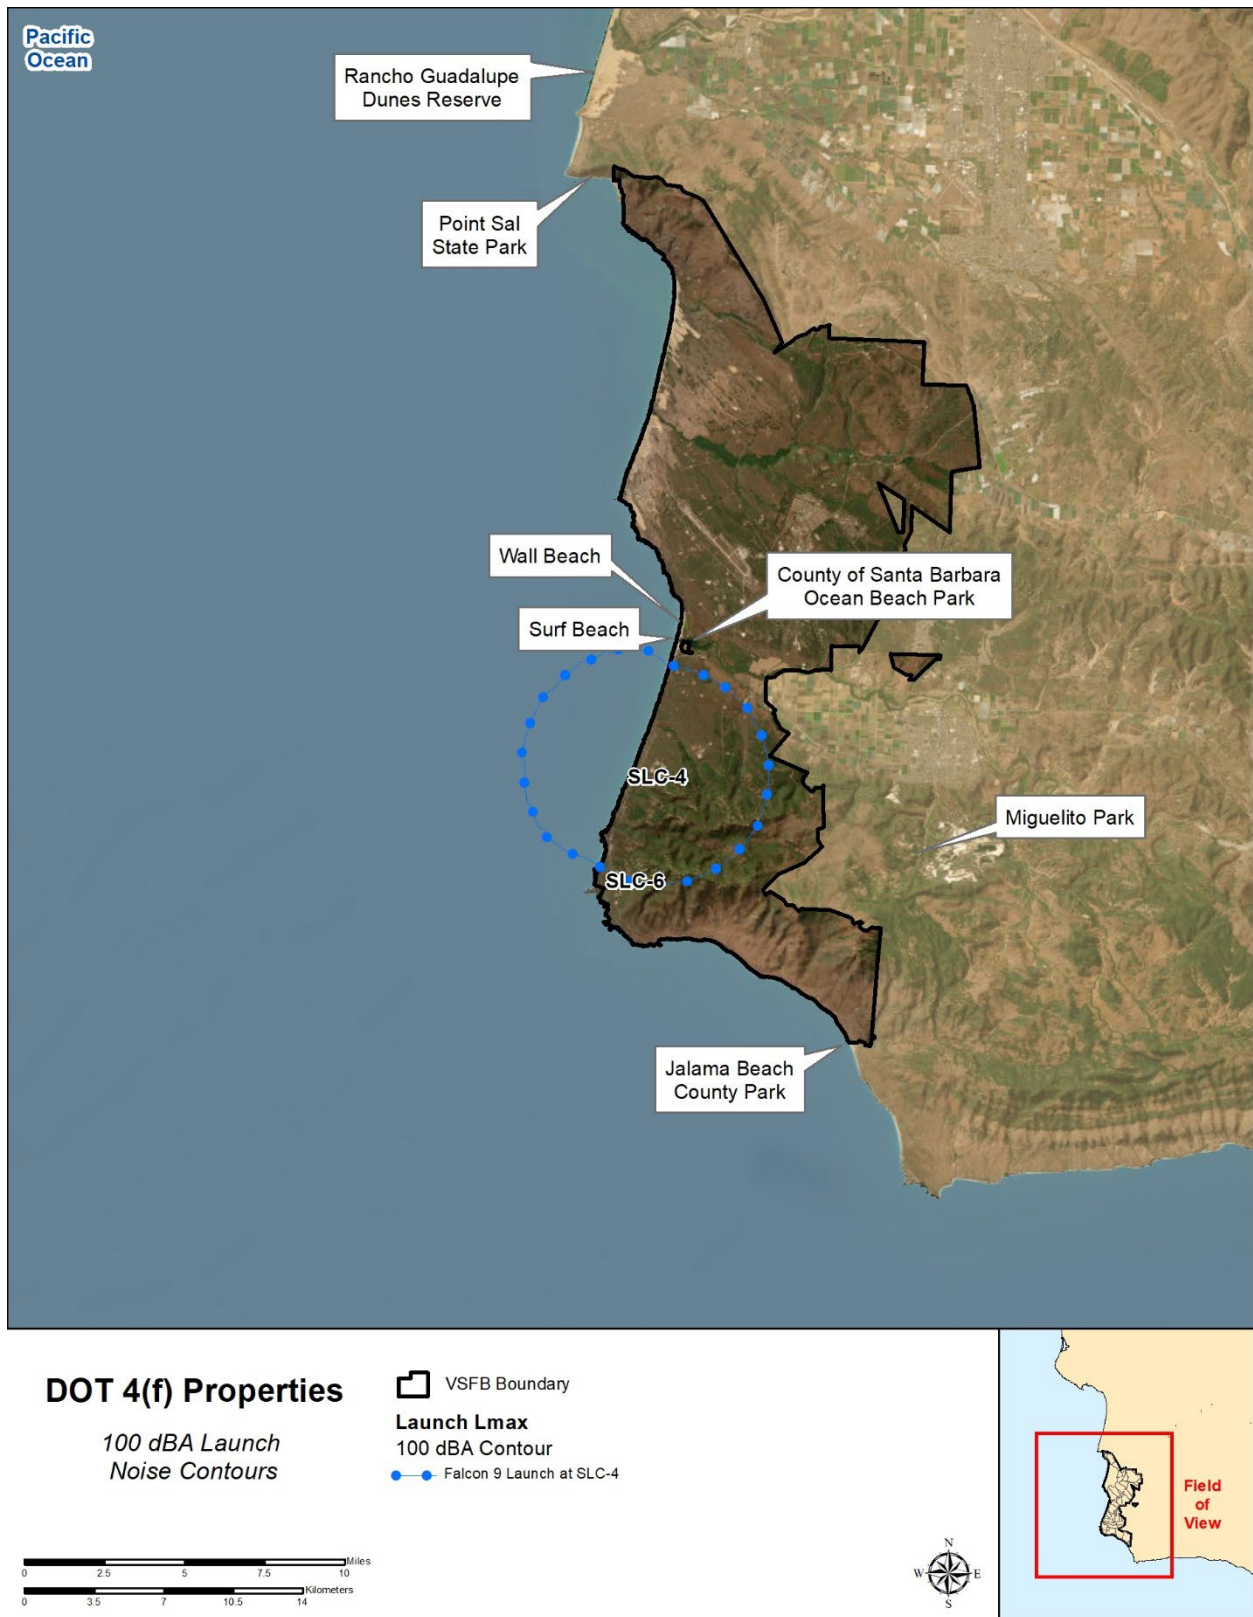 Pacific
Ocean
Rancho Guadalupe
Dunes Reserve
Point Sal
State Park
Wall Beach
County of Santa Barbara
Ocean Beach Park
Surf Beach
SLC-4
Miguelito Park
SLC-6
Jalama Beach
County Park
DOT 4(f) Properties
100 dBA Launch
Noise Contours
VSFB Boundary
Launch Lmax
100 dBA Contour
Falcon 9 Launch at SLC-4
Field
of
View
Miles
0 2.5 5 7.5 10
Kilometers
0 3.5 7 10.5 14
N
W E
S